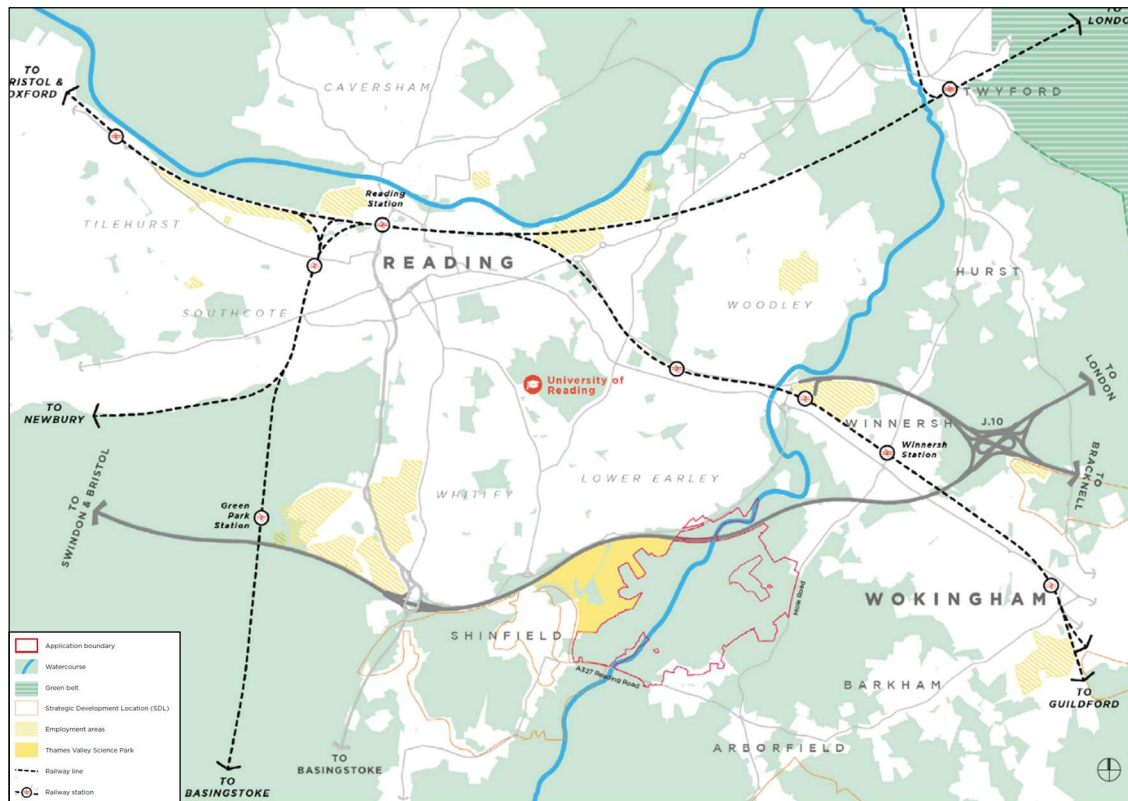 TO
LONDO
TO
RISTOL &
OXFORD
CAVERSHAM
TWYFORD
Reading
Station
TILEHURST
READING
HURST
WOODLEY
SOUTHCOTE
University of
Reading
TO
LONDON
TO
NEWBURY
J.10
WINNERSH
Winnersh
Station
TO
BRACKNELL
LOWER EARLEY
WHITLEY
TO
SWINDON & BRISTOL
Green
Park
Station
WOKINGHAM
Mole Road
SHINFIELD
A327 Reading Road
BARKHAM
TO
GUILDFORD
ARBORFIELD
TO
BASINGSTOKE
TO
BASINGSTOKE
Application boundary
Watercourse
Green belt
Strategic Development Location (SDL)
Employment areas
Thames Valley Science Park
Railway line
Railway station